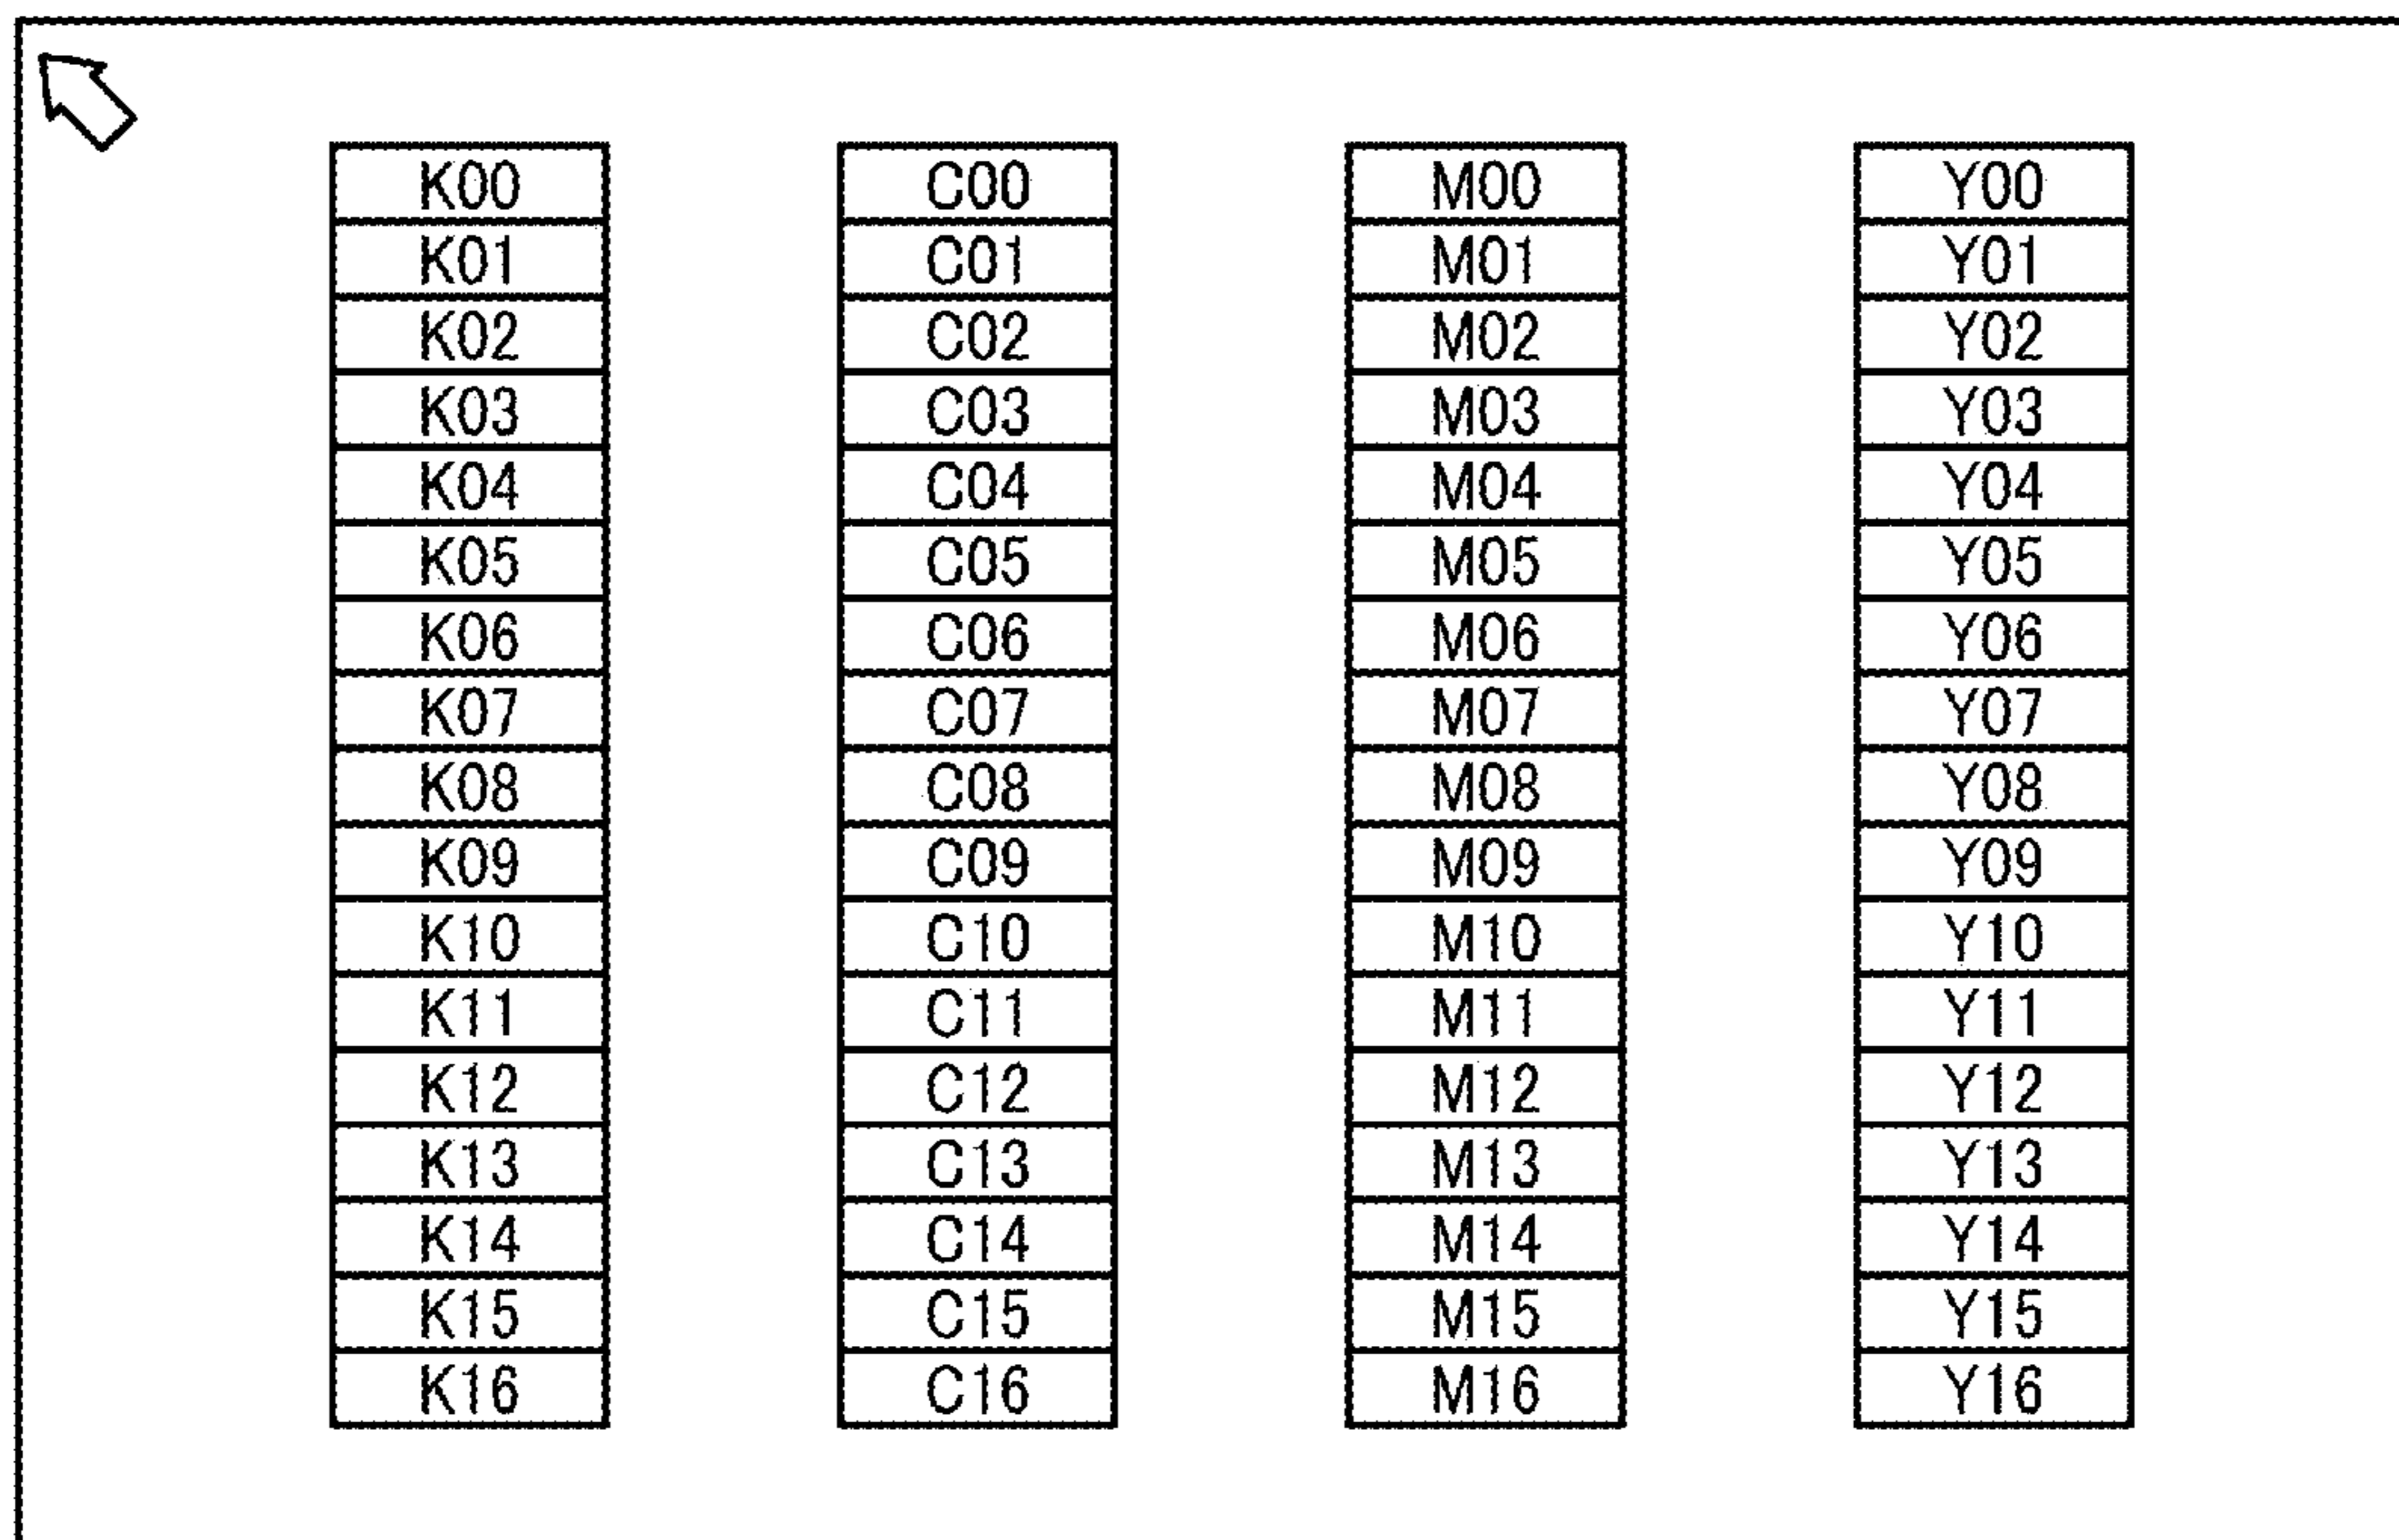 K00 C00 M00 Y00
K01 C01 M01 Y01
K02 C02 M02 Y02
K03 C03 M03 Y03
K04 C04 M04 Y04
K05 C05 M05 Y05
K06 C06 M06 Y06
K07 C07 M07 Y07
K08 C08 M08 Y08
K09 C09 M09 Y09
K10 C10 M10 Y10
K11 C11 M11 Y11
K12 C12 M12 Y12
K13 C13 M13 Y13
K14 C14 M14 Y14
K15 C15 M15 Y15
K16 C16 M16 Y16